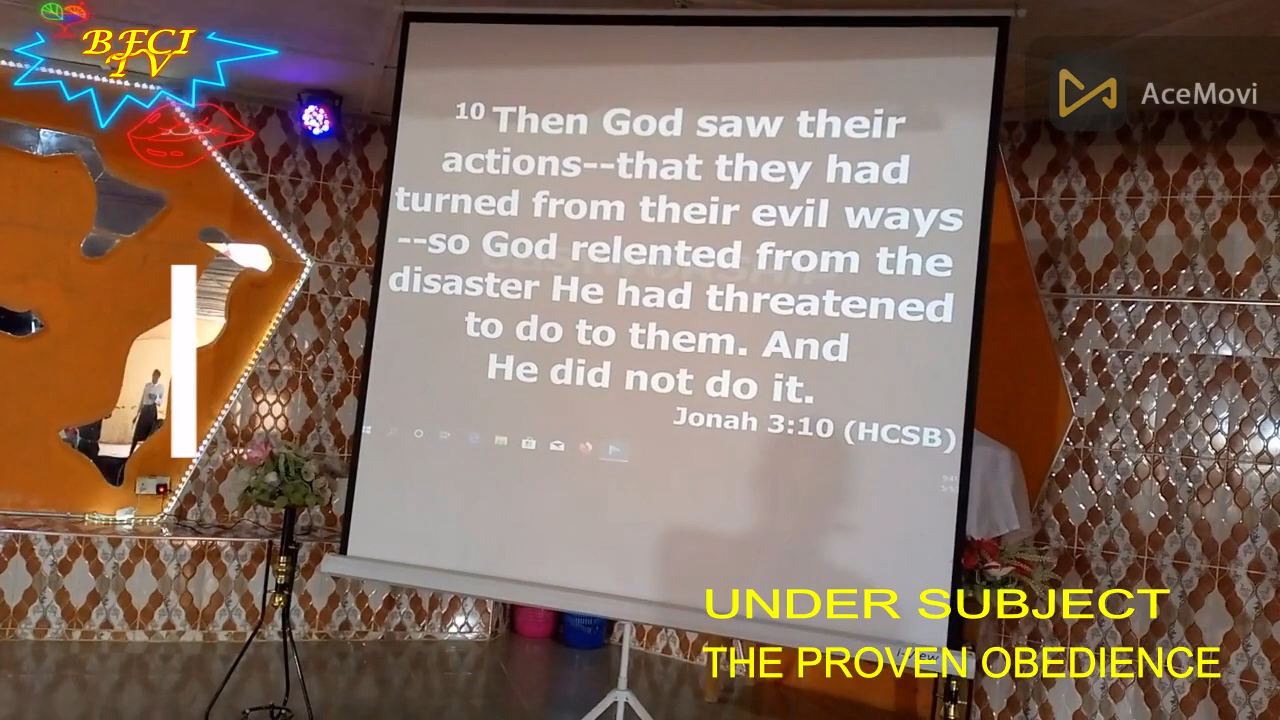 BFCI
TV
AceMovi
10 Then God saw their
actions--that they had
turned from their evil ways
--so God relented from the
disaster He had threatened
to do to them. And
He did not do it.
Jonah 3:10 (HCSB)
UNDER SUBJECT
THE PROVEN OBEDIENCE